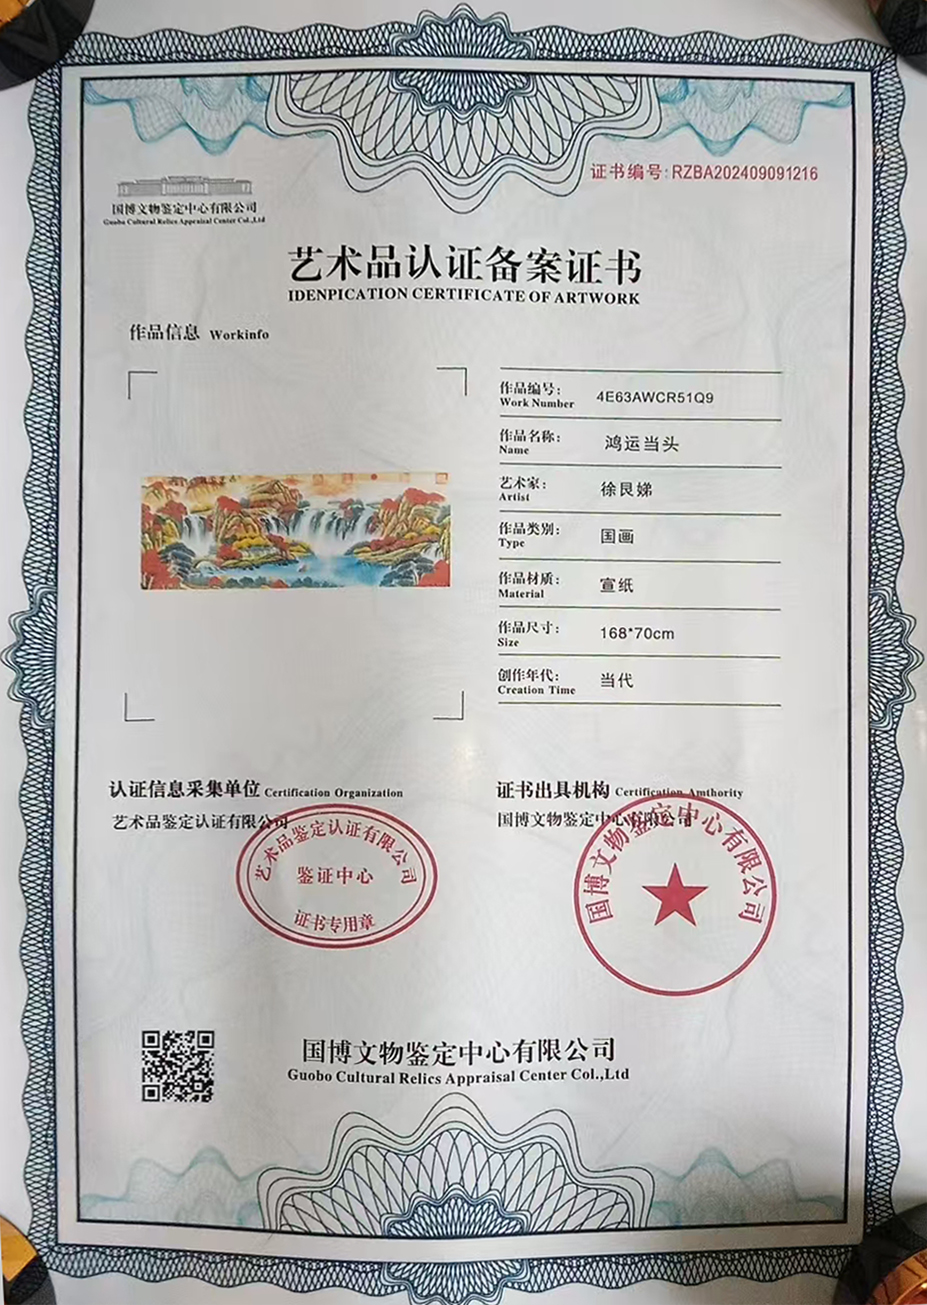 证书编号:RZBA202409091216
国博文物鉴定中心有限公司
Guobo Cultural Relics Appraisal Center Col.,Ltd
艺术品认证备案证书
IDENPICATION CERTIFICATE OF ARTWORK
作品信息 Workinfo
作品编号: 4E63AWCR51Q9
Work Number
作品名称: 鸿运当头
Name
艺术家: 徐艮娣
Artist
作品类别: 国画
Type
作品材质: 宣纸
Material
作品尺寸: 168*70cm
Size
创作年代: 当代
Creation Time
认证信息采集单位 Certification Organization
艺术品鉴定认证有限公司
艺术品鉴定认证有限公司
鉴证中心
证书专用章
证书出具机构 Certification Amthority
国博文物鉴定中心有限公司
国博文物鉴定中心有限公司
国博文物鉴定中心有限公司
Guobo Cultural Relics Appraisal Center Col.,Ltd